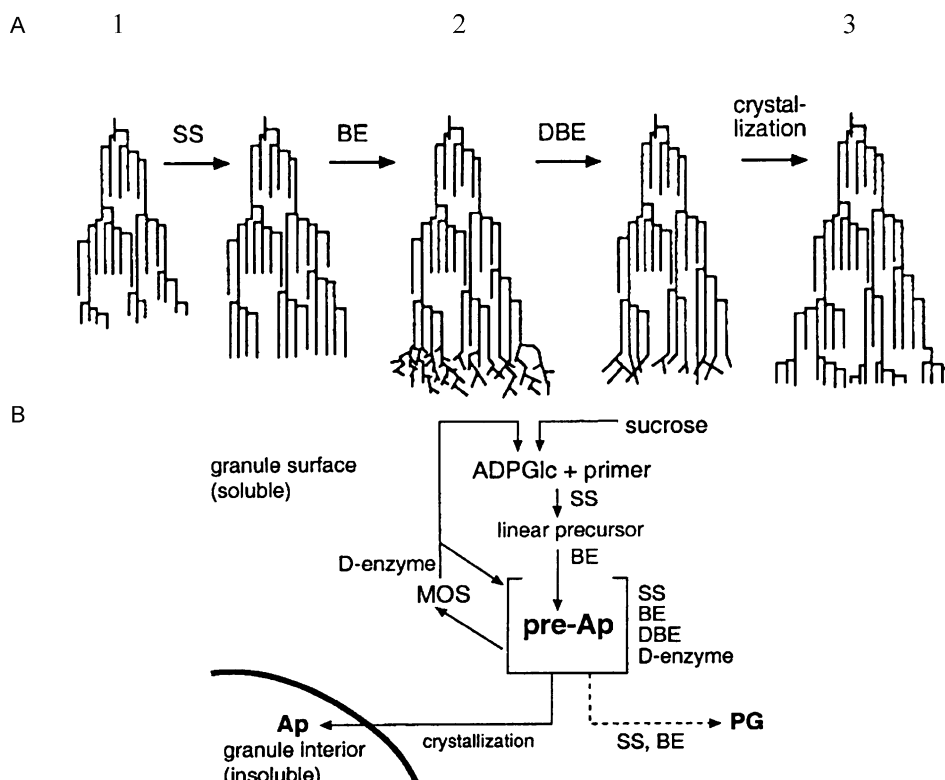 A
1 2 3
SS BE DBE crystal-
lization
B
sucrose
granule surface
(soluble)
ADPGlc + primer
SS
linear precursor
BE
D-enzyme
MOS
pre-Ap
SS
BE
DBE
D-enzyme
Ap
PG
crystallization
SS, BE
granule interior
(insoluble)